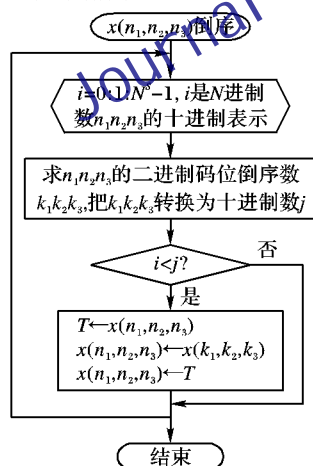 x(n₁,n₂,n₃)倒序
i=0:1:N³−1, i是N进制
数n₁n₂n₃的十进制表示
求n₁n₂n₃的二进制码位倒序数
k₁k₂k₃,把k₁k₂k₃转换为十进制数j
i<j?
否
是
T←x(n₁,n₂,n₃)
x(n₁,n₂,n₃)←x(k₁,k₂,k₃)
x(n₁,n₂,n₃)←T
结束
Journal